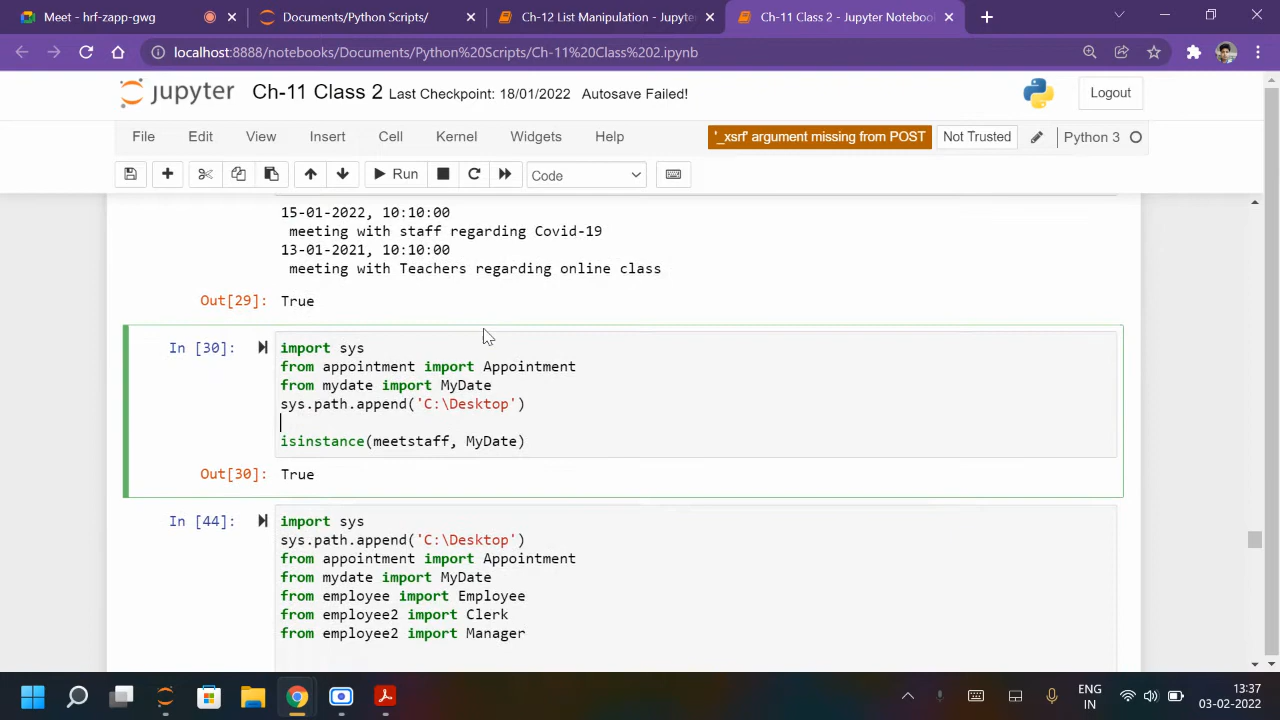 Meet - hrf-zapp-gwg
Documents/Python Scripts/
Ch-12 List Manipulation - Jupyte
Ch-11 Class 2 - Jupyter Notebook
localhost:8888/notebooks/Documents/Python%20Scripts/Ch-11%20Class%202.ipynb
jupyter Ch-11 Class 2 Last Checkpoint: 18/01/2022 Autosave Failed! Logout
File Edit View Insert Cell Kernel Widgets Help '_xsrf' argument missing from POST Not Trusted Python 3
Run Code
15-01-2022, 10:10:00
meeting with staff regarding Covid-19
13-01-2021, 10:10:00
meeting with Teachers regarding online class
Out[29]: True
In [30]: import sys
from appointment import Appointment
from mydate import MyDate
sys.path.append('C:\Desktop')
isinstance(meetstaff, MyDate)
Out[30]: True
In [44]: import sys
sys.path.append('C:\Desktop')
from appointment import Appointment
from mydate import MyDate
from employee import Employee
from employee2 import Clerk
from employee2 import Manager
ENG
IN
13:37
03-02-2022